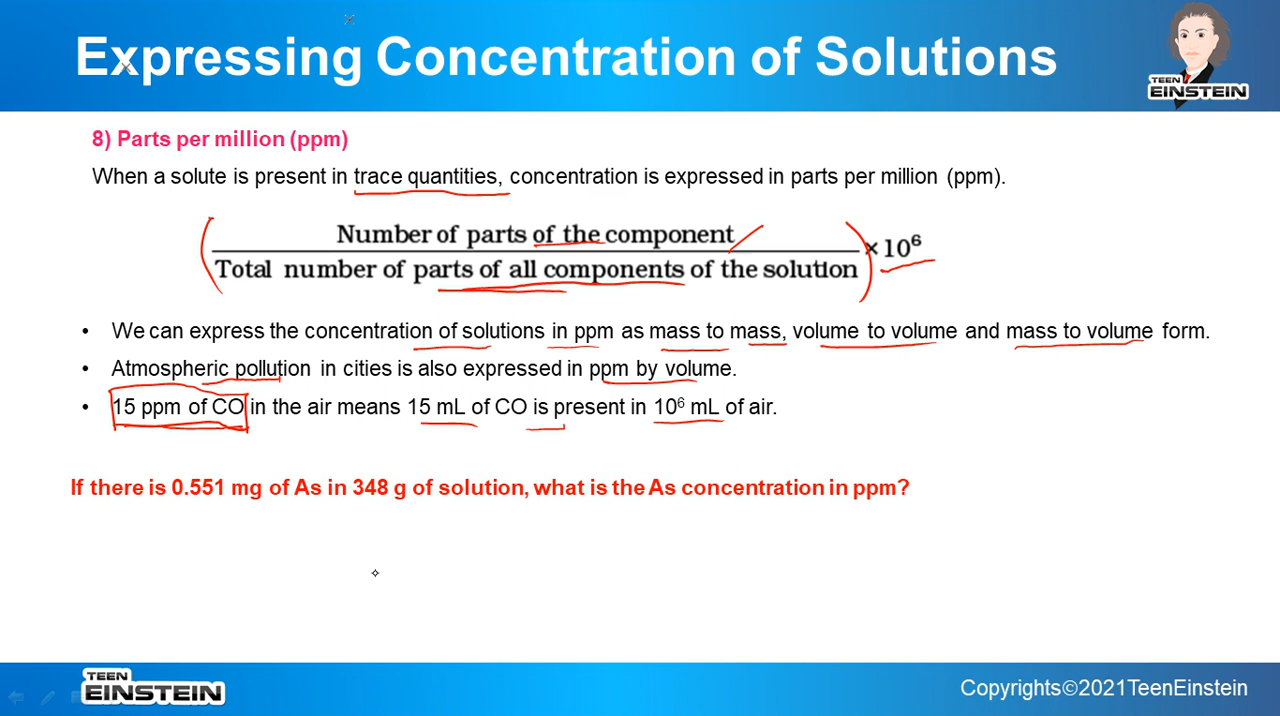 Expressing Concentration of Solutions
TEEN
EINSTEIN
8) Parts per million (ppm)
When a solute is present in trace quantities, concentration is expressed in parts per million (ppm).
Number of parts of the component
Total number of parts of all components of the solution
×10⁶
• We can express the concentration of solutions in ppm as mass to mass, volume to volume and mass to volume form.
• Atmospheric pollution in cities is also expressed in ppm by volume.
• 15 ppm of CO in the air means 15 mL of CO is present in 10⁶ mL of air.
If there is 0.551 mg of As in 348 g of solution, what is the As concentration in ppm?
TEEN
EINSTEIN
Copyrights©2021TeenEinstein